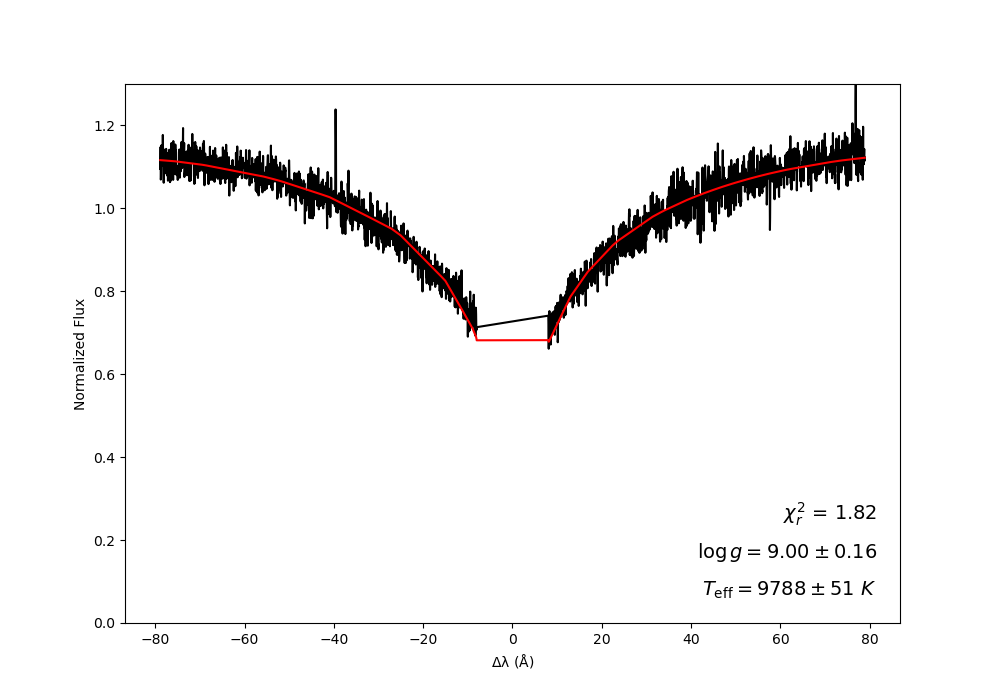 1.2
1.0
0.8
0.6
0.4
0.2
0.0
Normalized Flux
χ²ᵣ = 1.82
log g = 9.00 ± 0.16
T_eff = 9788 ± 51 K
−80 −60 −40 −20 0 20 40 60 80
Δλ (Å)